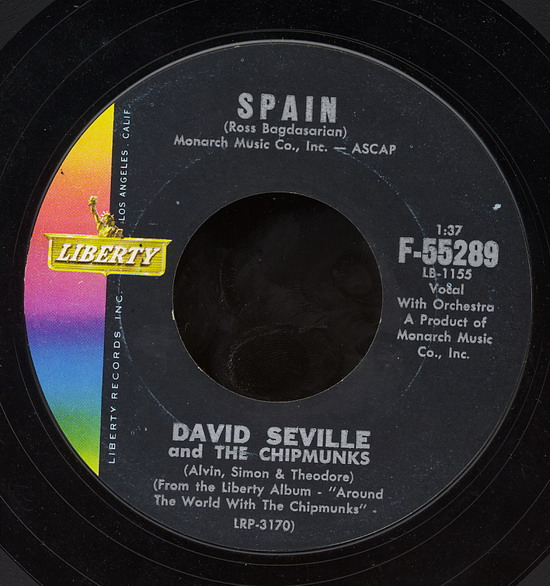 SPAIN
(Ross Bagdasarian)
Monarch Music Co., Inc. — ASCAP
LIBERTY
LIBERTY RECORDS, INC. LOS ANGELES, CALIF.
1:37
F-55289
LB-1155
Vocal
With Orchestra
A Product of
Monarch Music
Co., Inc.
DAVID SEVILLE
and THE CHIPMUNKS
(Alvin, Simon & Theodore)
(From the Liberty Album - "Around
The World With The Chipmunks" -
LRP-3170)